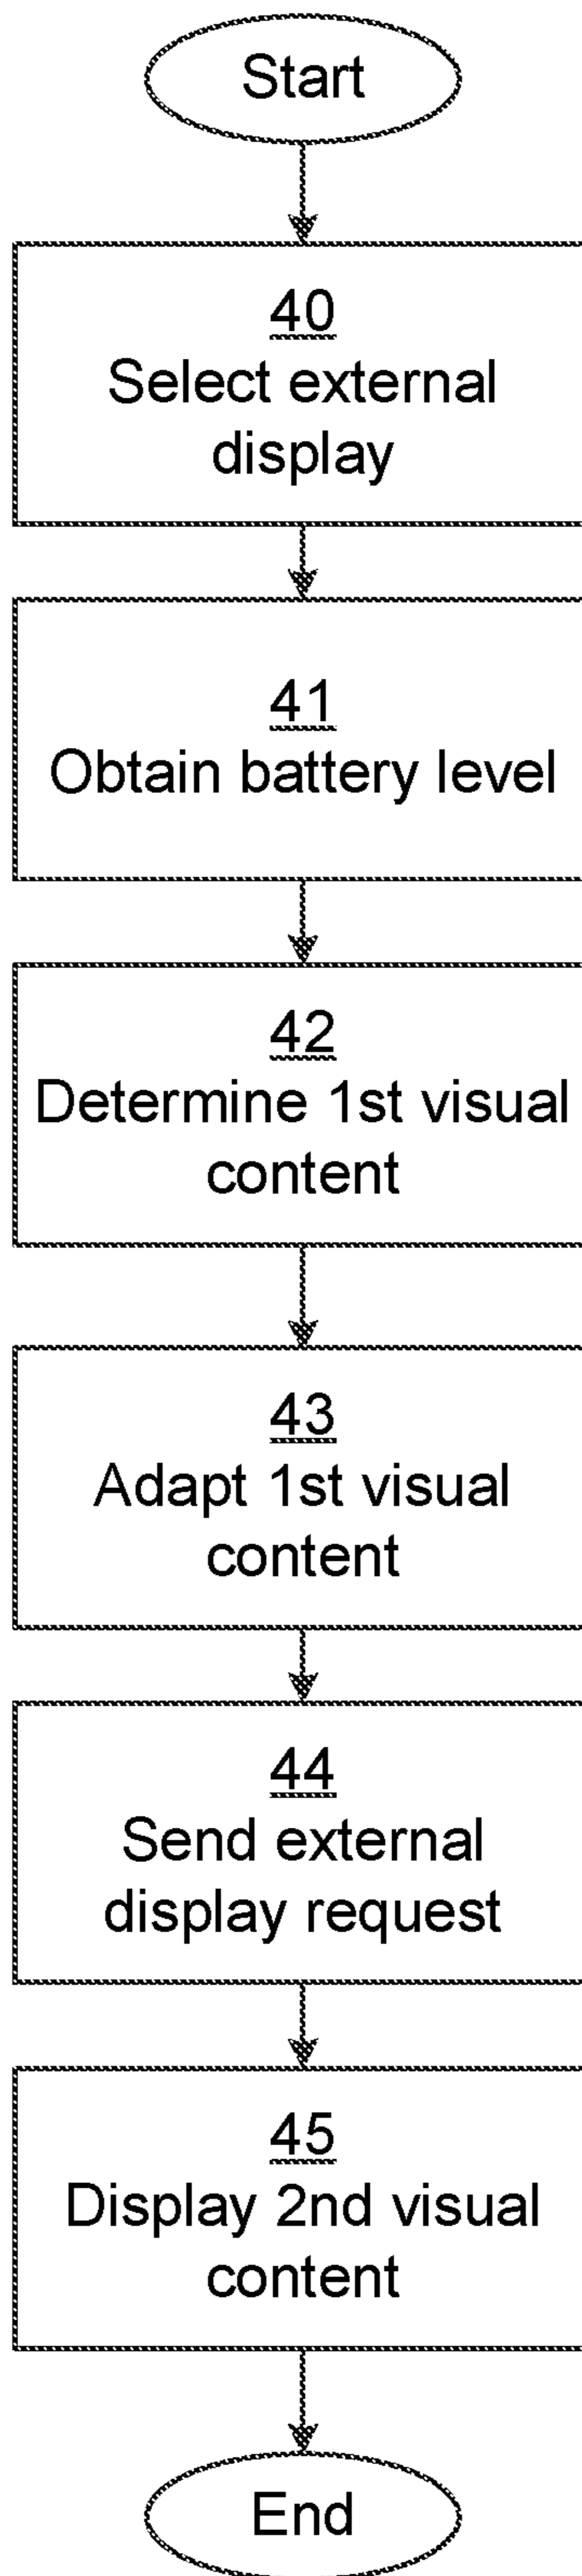 Start
40
Select external
display
41
Obtain battery level
42
Determine 1st visual
content
43
Adapt 1st visual
content
44
Send external
display request
45
Display 2nd visual
content
End